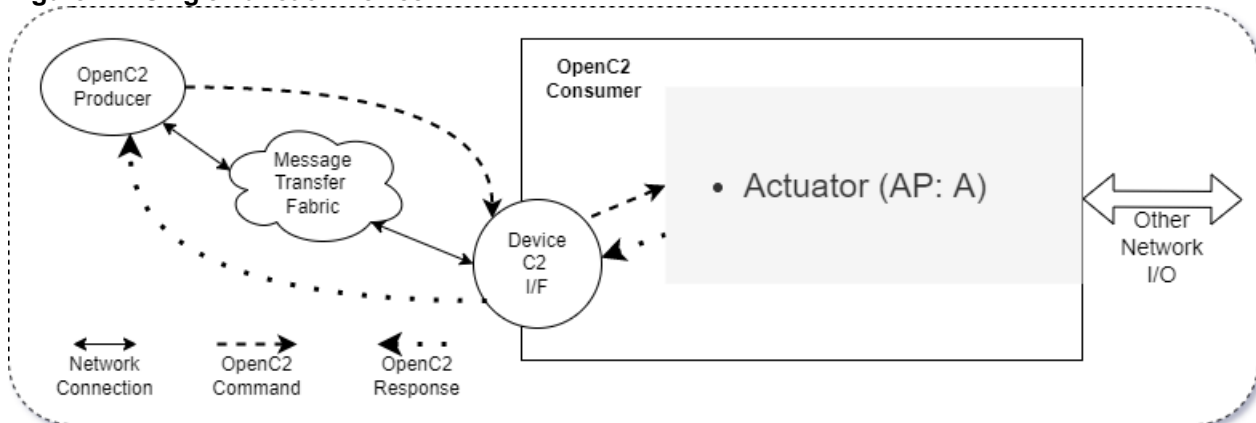 OpenC2
Producer
Message
Transfer
Fabric
OpenC2
Consumer
• Actuator (AP: A)
Device
C2
I/F
Other
Network
I/O
Network
Connection
OpenC2
Command
OpenC2
Response